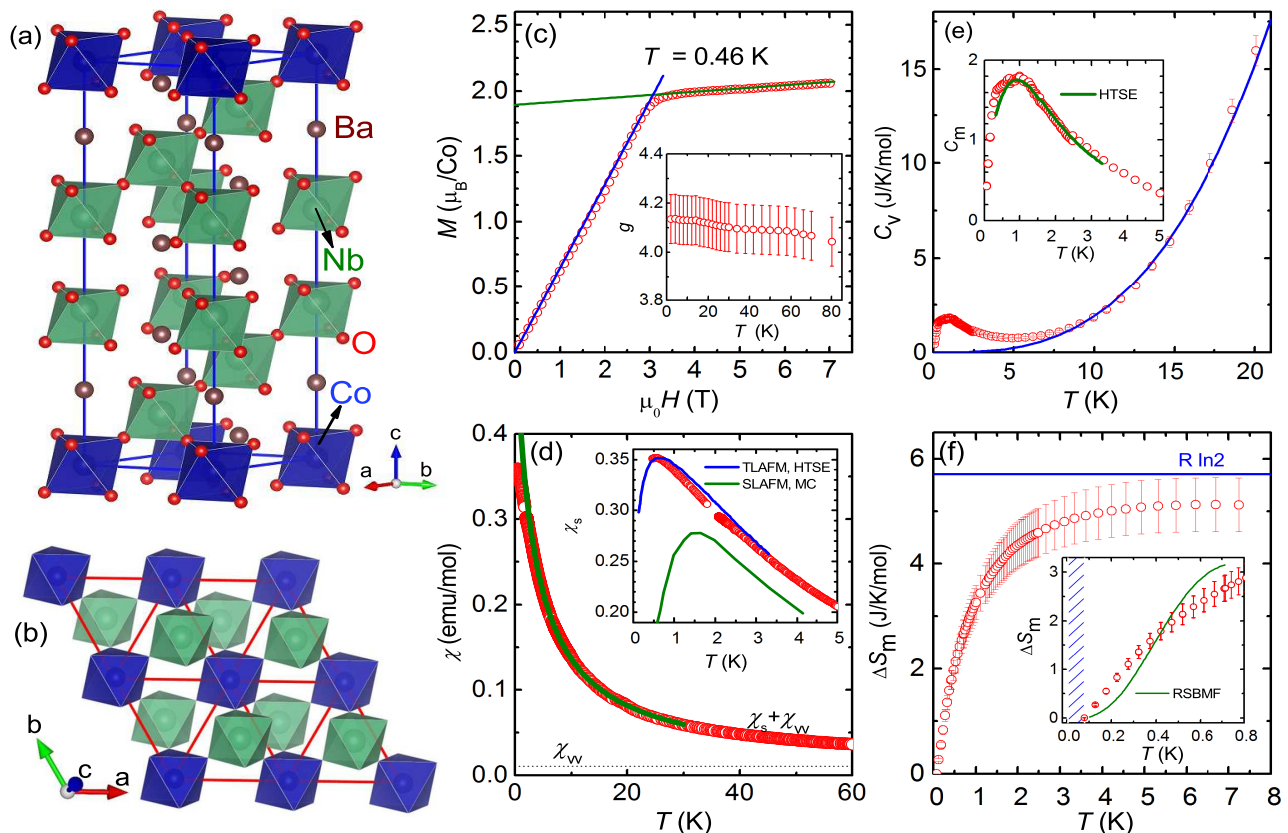 (a)
Ba
Nb
O
Co
c
a
b
(b)
b
c
a
(c)
T = 0.46 K
M (μB/Co)
2.5
2.0
1.5
1.0
0.5
0.0
0 1 2 3 4 5 6 7
μ0H (T)
g
4.4
4.2
4.0
3.8
0 20 40 60 80
T (K)
(d)
χ (emu/mol)
0.4
0.3
0.2
0.1
0.0
0 20 40 60
T (K)
χs+χvv
χvv
χs
0.35
0.30
0.25
0.20
0 1 2 3 4 5
T (K)
TLAFM, HTSE
SLAFM, MC
(e)
Cv (J/K/mol)
15
10
5
0
0 5 10 15 20
T (K)
Cm
2
1
0
0 1 2 3 4 5
T (K)
HTSE
(f)
R ln2
ΔSm (J/K/mol)
6
4
2
0
0 1 2 3 4 5 6 7 8
T (K)
ΔSm
3
2
1
0
0.0 0.2 0.4 0.6 0.8
T (K)
RSBMF